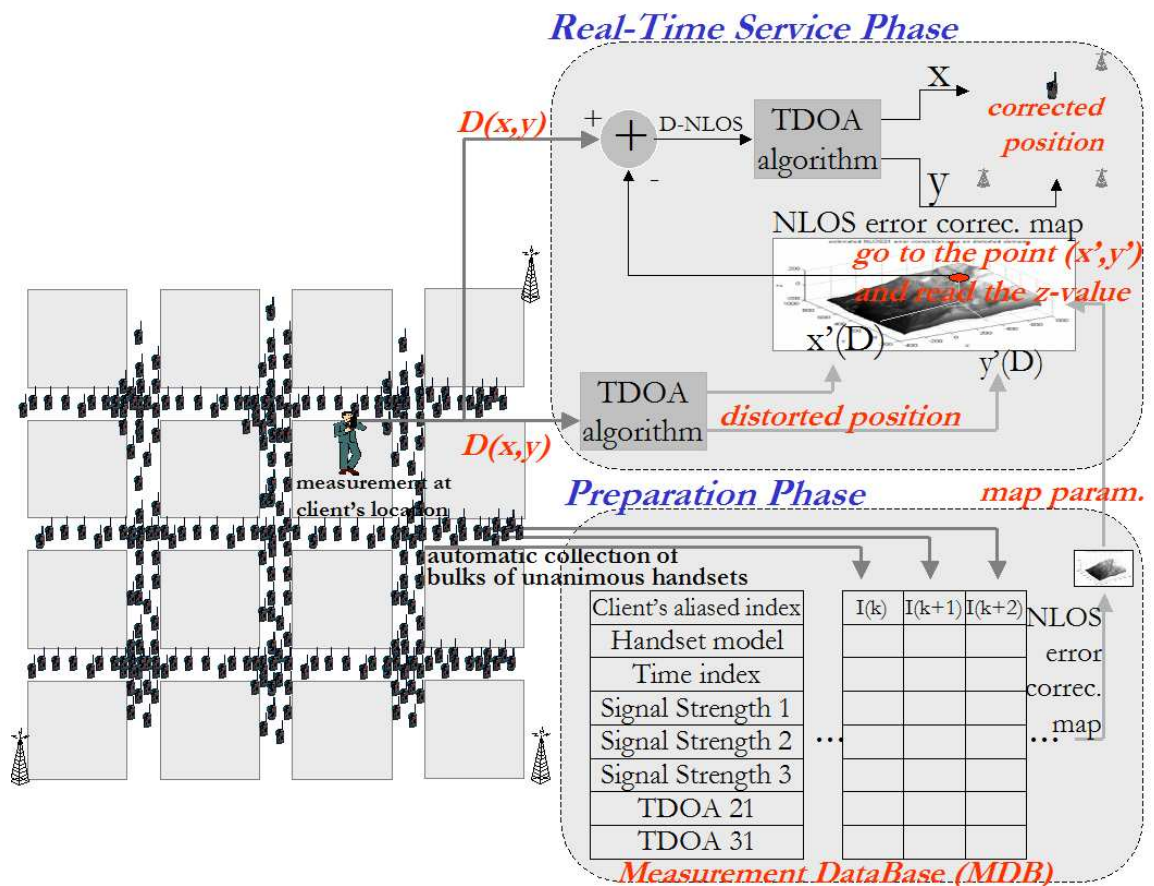 Real-Time Service Phase
D(x,y)
+
+
D-NLOS
-
TDOA
algorithm
x
y
corrected
position
NLOS error correc. map
go to the point (x',y')
and read the z-value
x'(D)
y'(D)
D(x,y)
TDOA
algorithm
distorted position
measurement at
client's location
Preparation Phase
map param.
automatic collection of
bulks of unanimous handsets
Client's aliased index
I(k)
I(k+1)
I(k+2)
Handset model
Time index
Signal Strength 1
Signal Strength 2
Signal Strength 3
TDOA 21
TDOA 31
...
...
NLOS
error
correc.
map
Measurement DataBase (MDB)